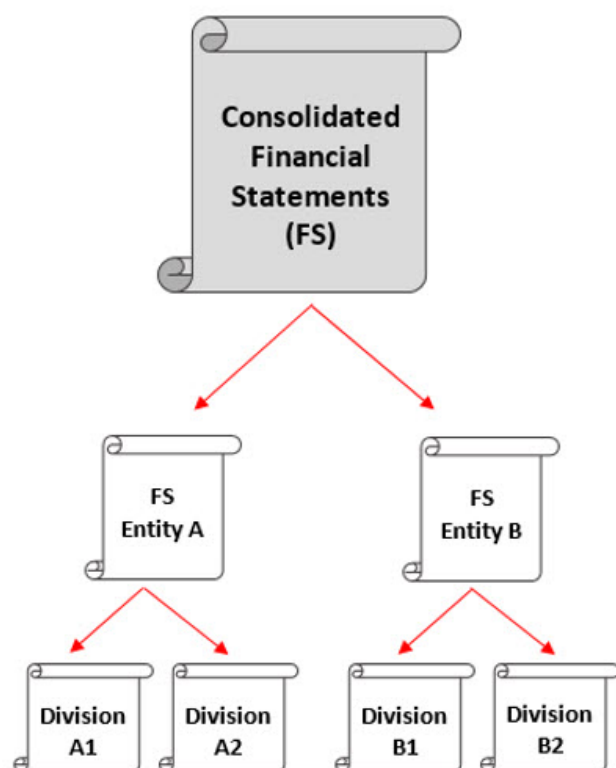 Consolidated
Financial
Statements
(FS)
FS
Entity A
FS
Entity B
Division
A1
Division
A2
Division
B1
Division
B2